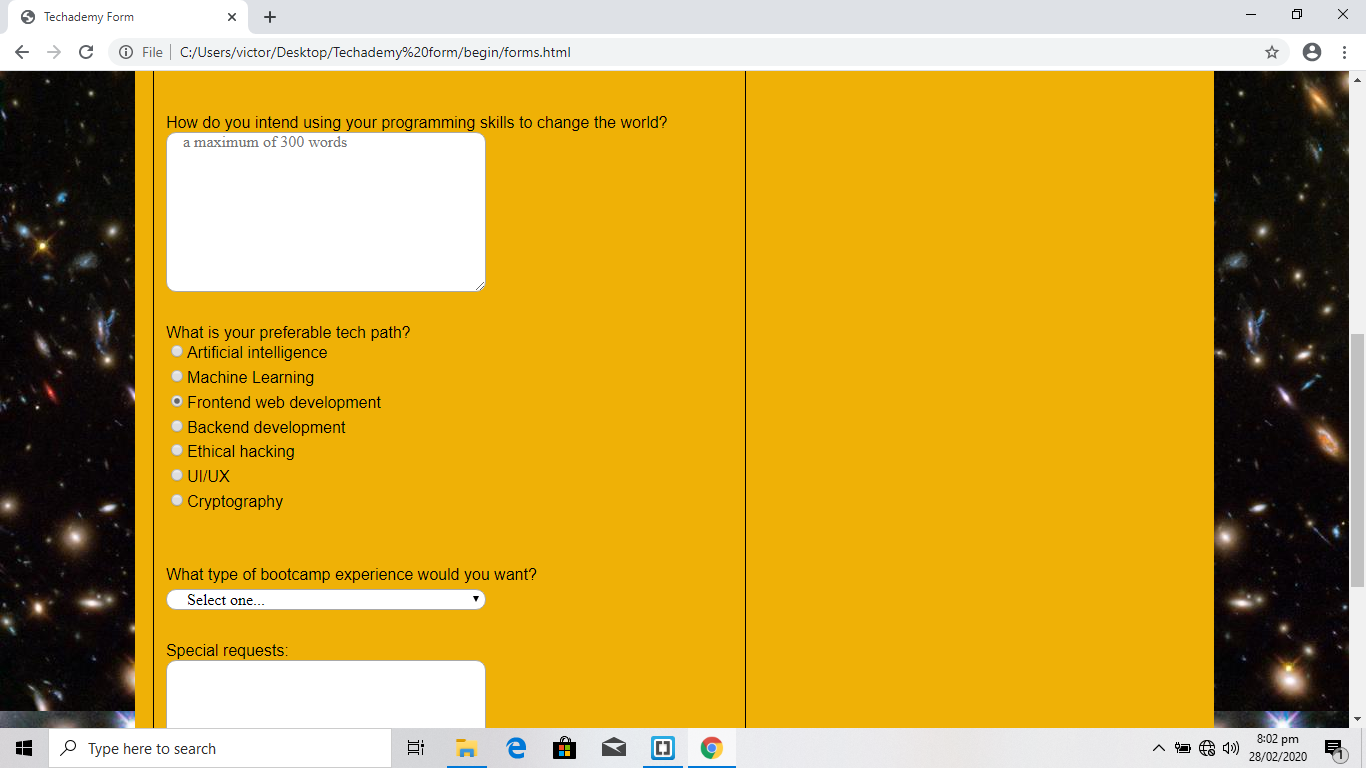 Techademy Form
File
C:/Users/victor/Desktop/Techademy%20form/begin/forms.html
How do you intend using your programming skills to change the world?
a maximum of 300 words
What is your preferable tech path?
Artificial intelligence
Machine Learning
Frontend web development
Backend development
Ethical hacking
UI/UX
Cryptography
What type of bootcamp experience would you want?
Select one...
Special requests:
Type here to search
8:02 pm
28/02/2020
1